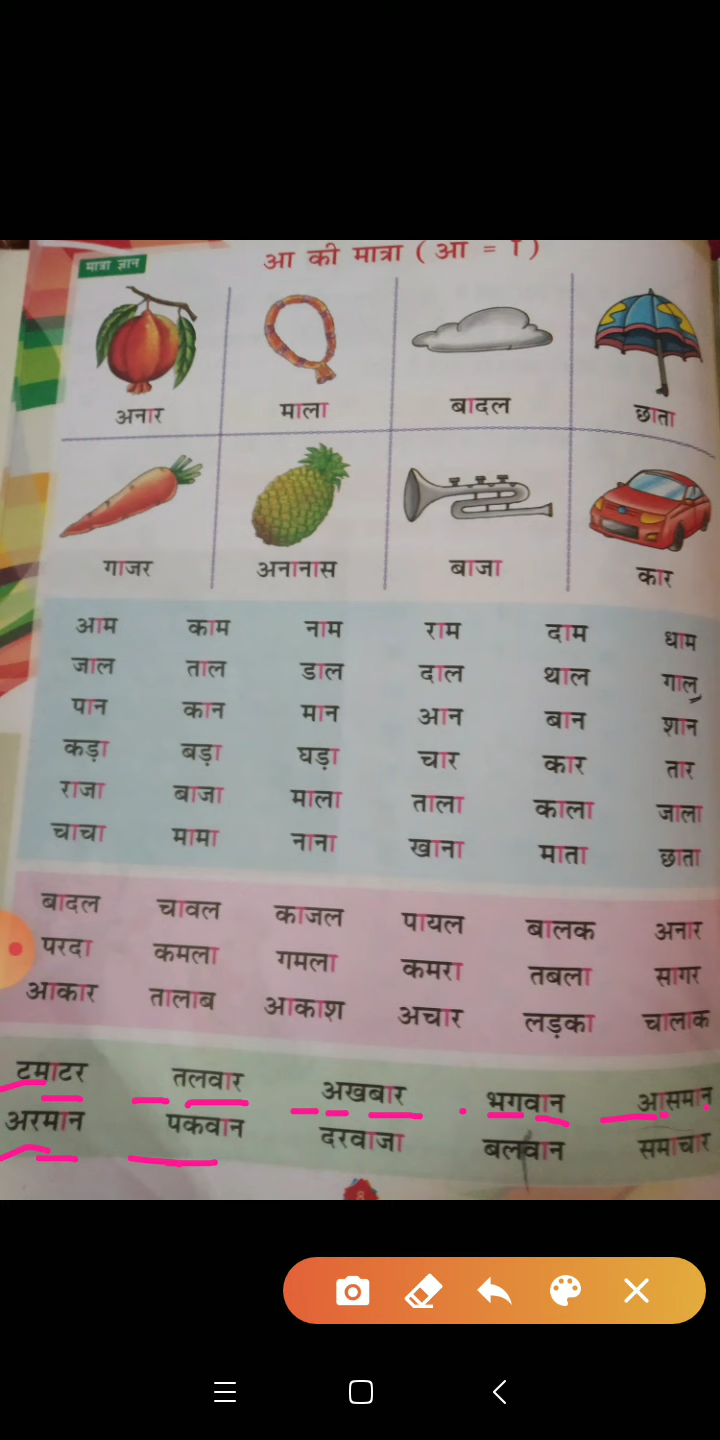 मात्रा ज्ञान
आ की मात्रा ( आ = ा )
अनार माला बादल छाता
गाजर अनानास बाजा कार
आम काम नाम राम दाम धाम
जाल ताल डाल दाल थाल गाल
पान कान मान आन बान शान
कड़ा बड़ा घड़ा चार कार तार
राजा बाजा माला ताला काला जाला
चाचा मामा नाना खाना माता छाता
बादल चावल काजल पायल बालक अनार
परदा कमला गमला कमरा तबला सागर
आकार तालाब आकाश अचार लड़का चालाक
टमाटर तलवार अखबार भगवान आसमान
अरमान पकवान दरवाजा बलवान समाचार
8